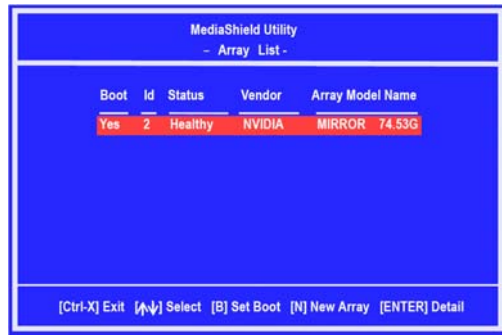 MediaShield Utility
– Array List -
Boot Id Status Vendor Array Model Name
Yes 2 Healthy NVIDIA MIRROR 74.53G
[Ctrl-X] Exit [↑↓] Select [B] Set Boot [N] New Array [ENTER] Detail